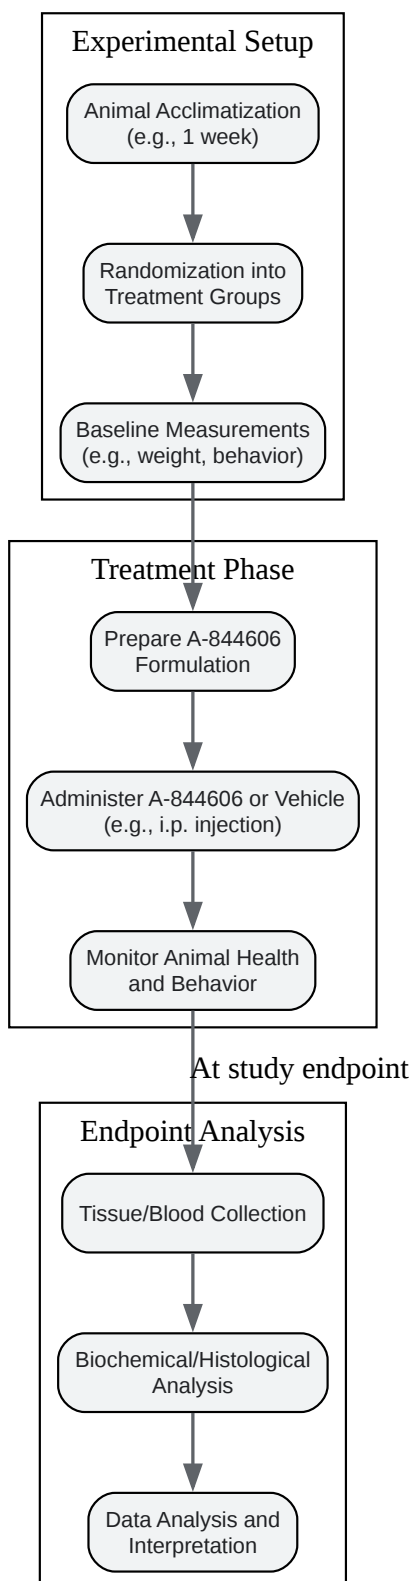 Experimental Setup
Animal Acclimatization
(e.g., 1 week)
Randomization into
Treatment Groups
Baseline Measurements
(e.g., weight, behavior)
Treatment Phase
Prepare A-844606
Formulation
Administer A-844606 or Vehicle
(e.g., i.p. injection)
Monitor Animal Health
and Behavior
At study endpoint
Endpoint Analysis
Tissue/Blood Collection
Biochemical/Histological
Analysis
Data Analysis and
Interpretation